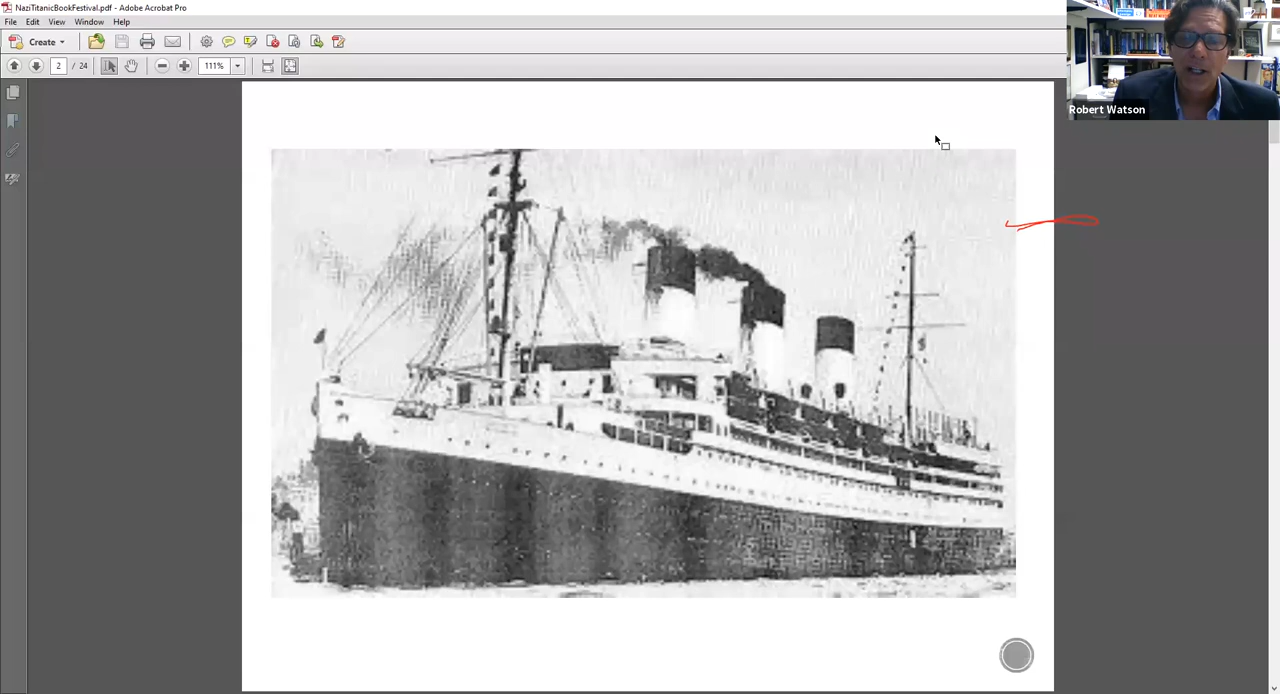 NaziTitanicBookFestival.pdf - Adobe Acrobat Pro
File Edit View Window Help
Create
2 / 24 111%
Robert Watson